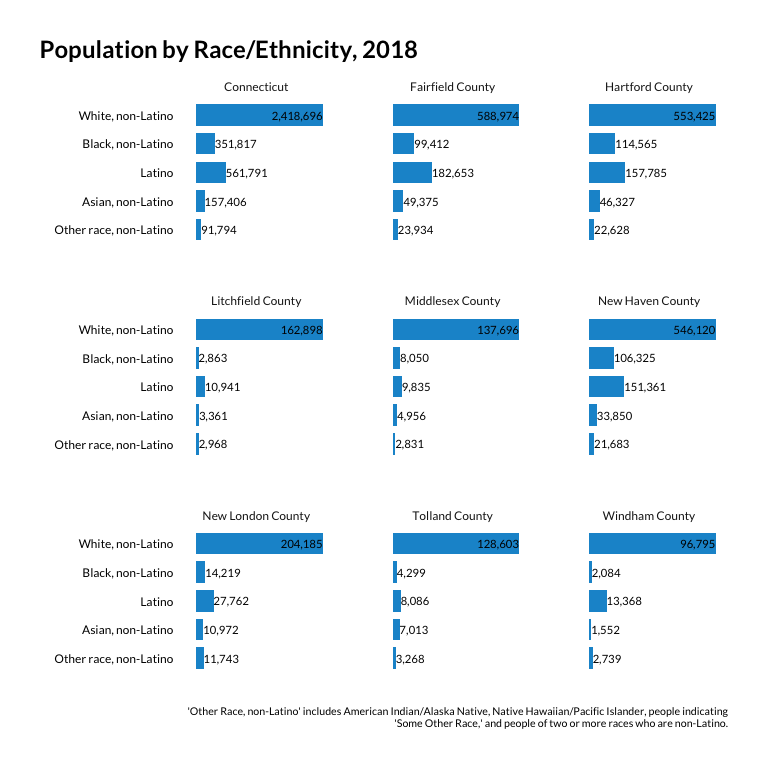 Population by Race/Ethnicity, 2018
Connecticut Fairfield County Hartford County
White, non-Latino 2,418,696 588,974 553,425
Black, non-Latino 351,817 99,412 114,565
Latino 561,791 182,653 157,785
Asian, non-Latino 157,406 49,375 46,327
Other race, non-Latino 91,794 23,934 22,628
Litchfield County Middlesex County New Haven County
White, non-Latino 162,898 137,696 546,120
Black, non-Latino 2,863 8,050 106,325
Latino 10,941 9,835 151,361
Asian, non-Latino 3,361 4,956 33,850
Other race, non-Latino 2,968 2,831 21,683
New London County Tolland County Windham County
White, non-Latino 204,185 128,603 96,795
Black, non-Latino 14,219 4,299 2,084
Latino 27,762 8,086 13,368
Asian, non-Latino 10,972 7,013 1,552
Other race, non-Latino 11,743 3,268 2,739
'Other Race, non-Latino' includes American Indian/Alaska Native, Native Hawaiian/Pacific Islander, people indicating
'Some Other Race,' and people of two or more races who are non-Latino.